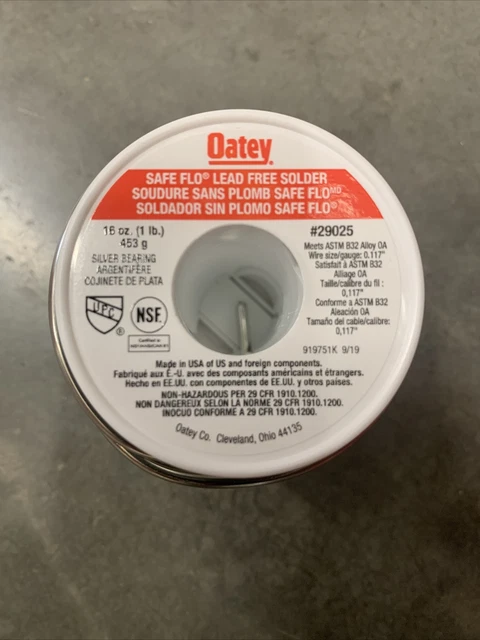 Oatey.
SAFE FLO® LEAD FREE SOLDER
SOUDURE SANS PLOMB SAFE FLOMD
SOLDADOR SIN PLOMO SAFE FLO®
16 oz. (1 lb.)
453 g
SILVER BEARING
ARGENTIFÈRE
COJINETE DE PLATA
UPC ®
NSF®
Certified to
#29025
Meets ASTM B32 Alloy OA
Wire size/gauge: 0.117"
Satisfait à ASTM B32
Alliage OA
Taille/calibre du fil :
0,117"
Conforme a ASTM B32
Aleación OA
Tamaño del cable/calibre:
0,117"
919751K 9/19
Made in USA of US and foreign components.
Fabriqué aux É.-U. avec des composants américains et étrangers.
Hecho en EE.UU. con componentes de EE.UU. y otros países.
NON-HAZARDOUS PER 29 CFR 1910.1200.
NON DANGEREUX SELON LA NORME 29 CFR 1910.1200.
INOCUO CONFORME A 29 CFR 1910.1200.
Oatey Co. Cleveland, Ohio 44135